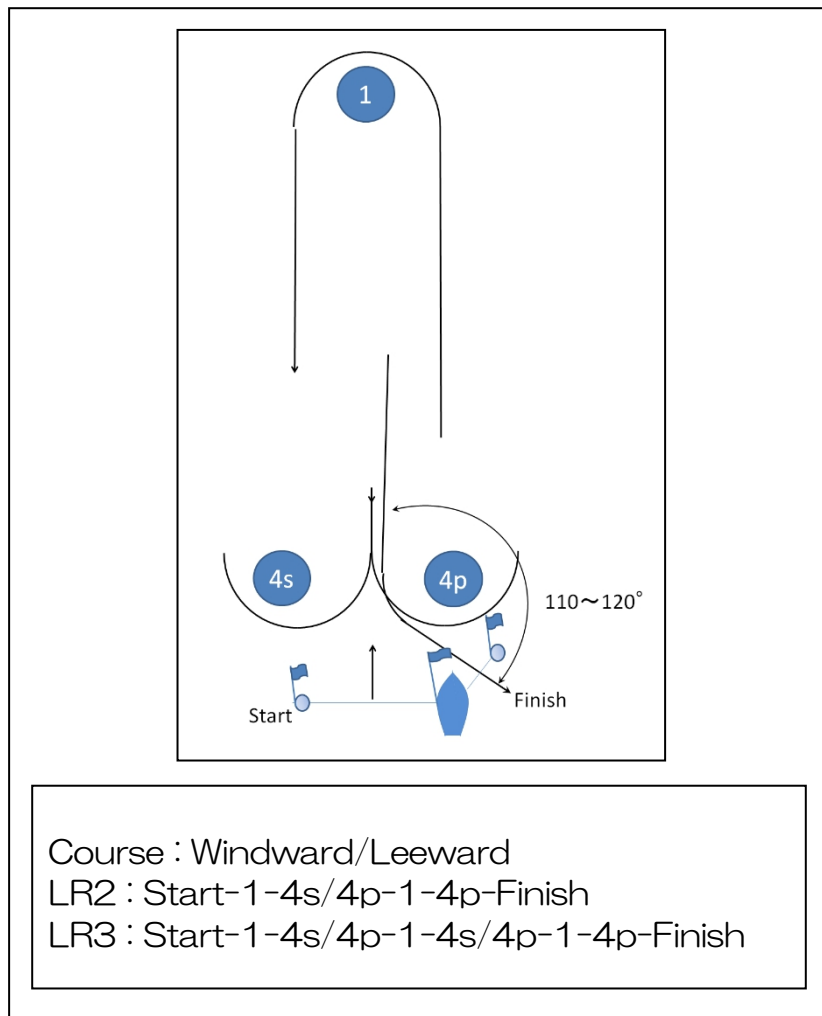 1
4s
4p
110～120°
Start
Finish
Course : Windward/Leeward
LR2 : Start-1-4s/4p-1-4p-Finish
LR3 : Start-1-4s/4p-1-4s/4p-1-4p-Finish